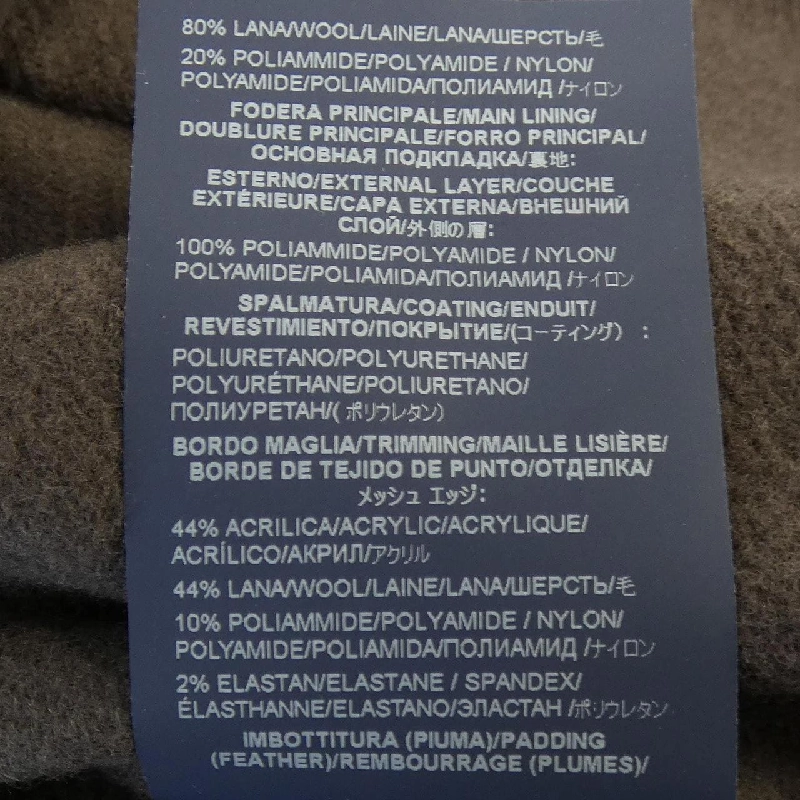 80% LANA/WOOL/LAINE/LANA/ШЕРСТЬ/毛
20% POLIAMMIDE/POLYAMIDE / NYLON/
POLYAMIDE/POLIAMIDA/ПОЛИАМИД /ナイロン
FODERA PRINCIPALE/MAIN LINING/
DOUBLURE PRINCIPALE/FORRO PRINCIPAL/
ОСНОВНАЯ ПОДКЛАДКА/裏地:
ESTERNO/EXTERNAL LAYER/COUCHE
EXTÉRIEURE/CAPA EXTERNA/ВНЕШНИЙ
СЛОЙ/外側の層:
100% POLIAMMIDE/POLYAMIDE / NYLON/
POLYAMIDE/POLIAMIDA/ПОЛИАМИД /ナイロン
SPALMATURA/COATING/ENDUIT/
REVESTIMIENTO/ПОКРЫТИЕ/(コーティング) :
POLIURETANO/POLYURETHANE/
POLYURÉTHANE/POLIURETANO/
ПОЛИУРЕТАН/( ポリウレタン)
BORDO MAGLIA/TRIMMING/MAILLE LISIÈRE/
BORDE DE TEJIDO DE PUNTO/ОТДЕЛКА/
メッシュ エッジ:
44% ACRILICA/ACRYLIC/ACRYLIQUE/
ACRÍLICO/АКРИЛ/アクリル
44% LANA/WOOL/LAINE/LANA/ШЕРСТЬ/毛
10% POLIAMMIDE/POLYAMIDE / NYLON/
POLYAMIDE/POLIAMIDA/ПОЛИАМИД /ナイロン
2% ELASTAN/ELASTANE / SPANDEX/
ÉLASTHANNE/ELASTANO/ЭЛАСТАН /ポリウレタン
IMBOTTITURA (PIUMA)/PADDING
(FEATHER)/REMBOURRAGE (PLUMES)/